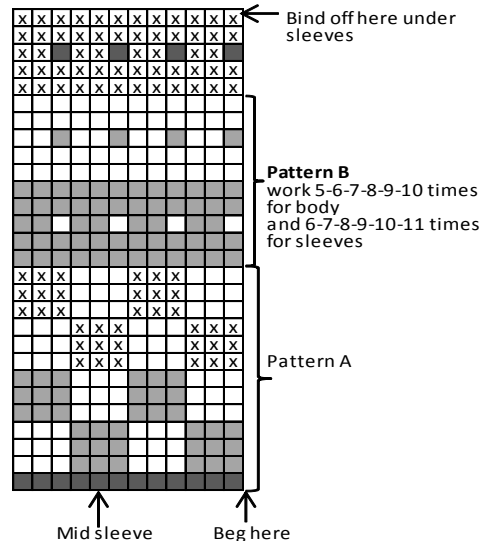 Bind off here under
sleeves
Pattern B
work 5-6-7-8-9-10 times
for body
and 6-7-8-9-10-11 times
for sleeves
Pattern A
Mid sleeve
Beg here